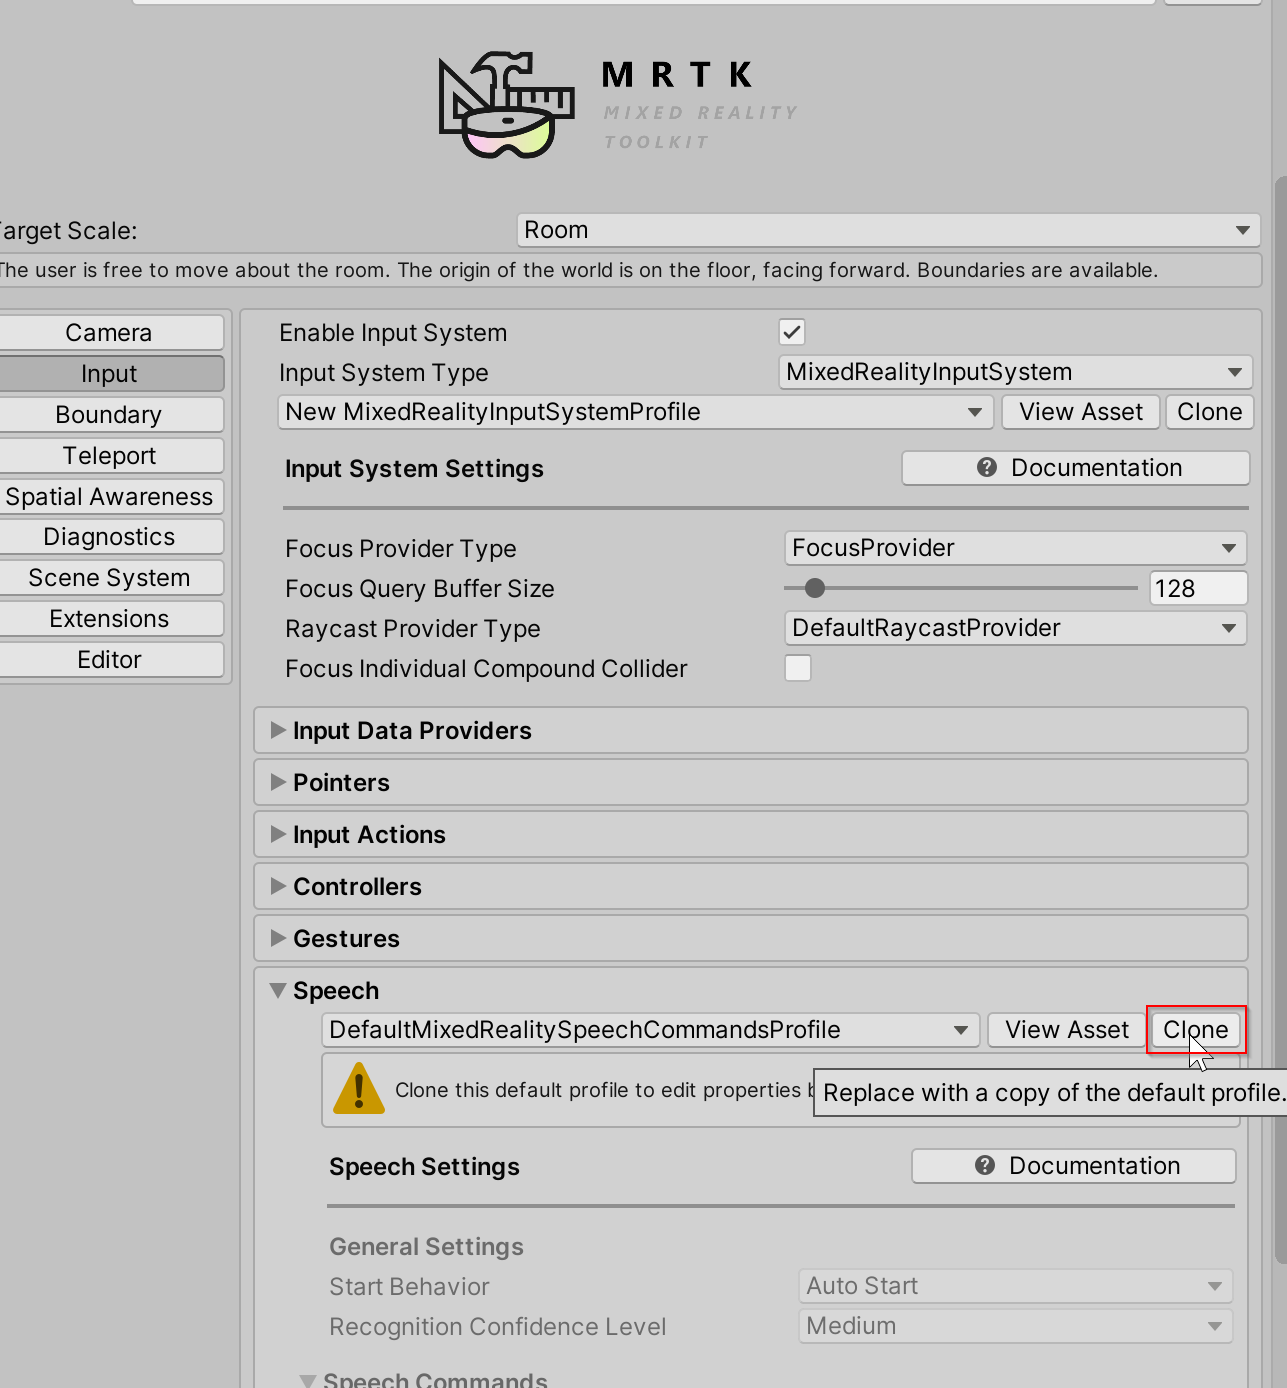 MRTK
MIXED REALITY
TOOLKIT
Target Scale:
Room
The user is free to move about the room. The origin of the world is on the floor, facing forward. Boundaries are available.
Camera
Input
Boundary
Teleport
Spatial Awareness
Diagnostics
Scene System
Extensions
Editor
Enable Input System
Input System Type
MixedRealityInputSystem
New MixedRealityInputSystemProfile
View Asset
Clone
Input System Settings
Documentation
Focus Provider Type
FocusProvider
Focus Query Buffer Size
128
Raycast Provider Type
DefaultRaycastProvider
Focus Individual Compound Collider
Input Data Providers
Pointers
Input Actions
Controllers
Gestures
Speech
DefaultMixedRealitySpeechCommandsProfile
View Asset
Clone
Clone this default profile to edit properties
Replace with a copy of the default profile.
Speech Settings
Documentation
General Settings
Start Behavior
Auto Start
Recognition Confidence Level
Medium
Speech Commands